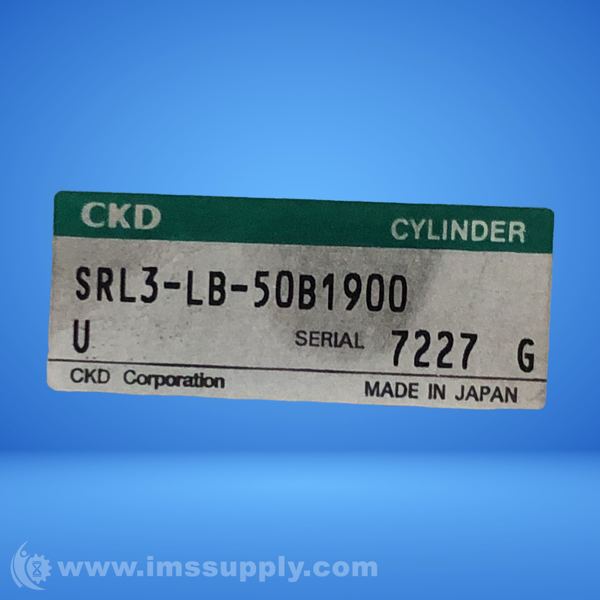 CKD CYLINDER
SRL3-LB-50B1900
U SERIAL 7227 G
CKD Corporation MADE IN JAPAN
www.imssupply.com